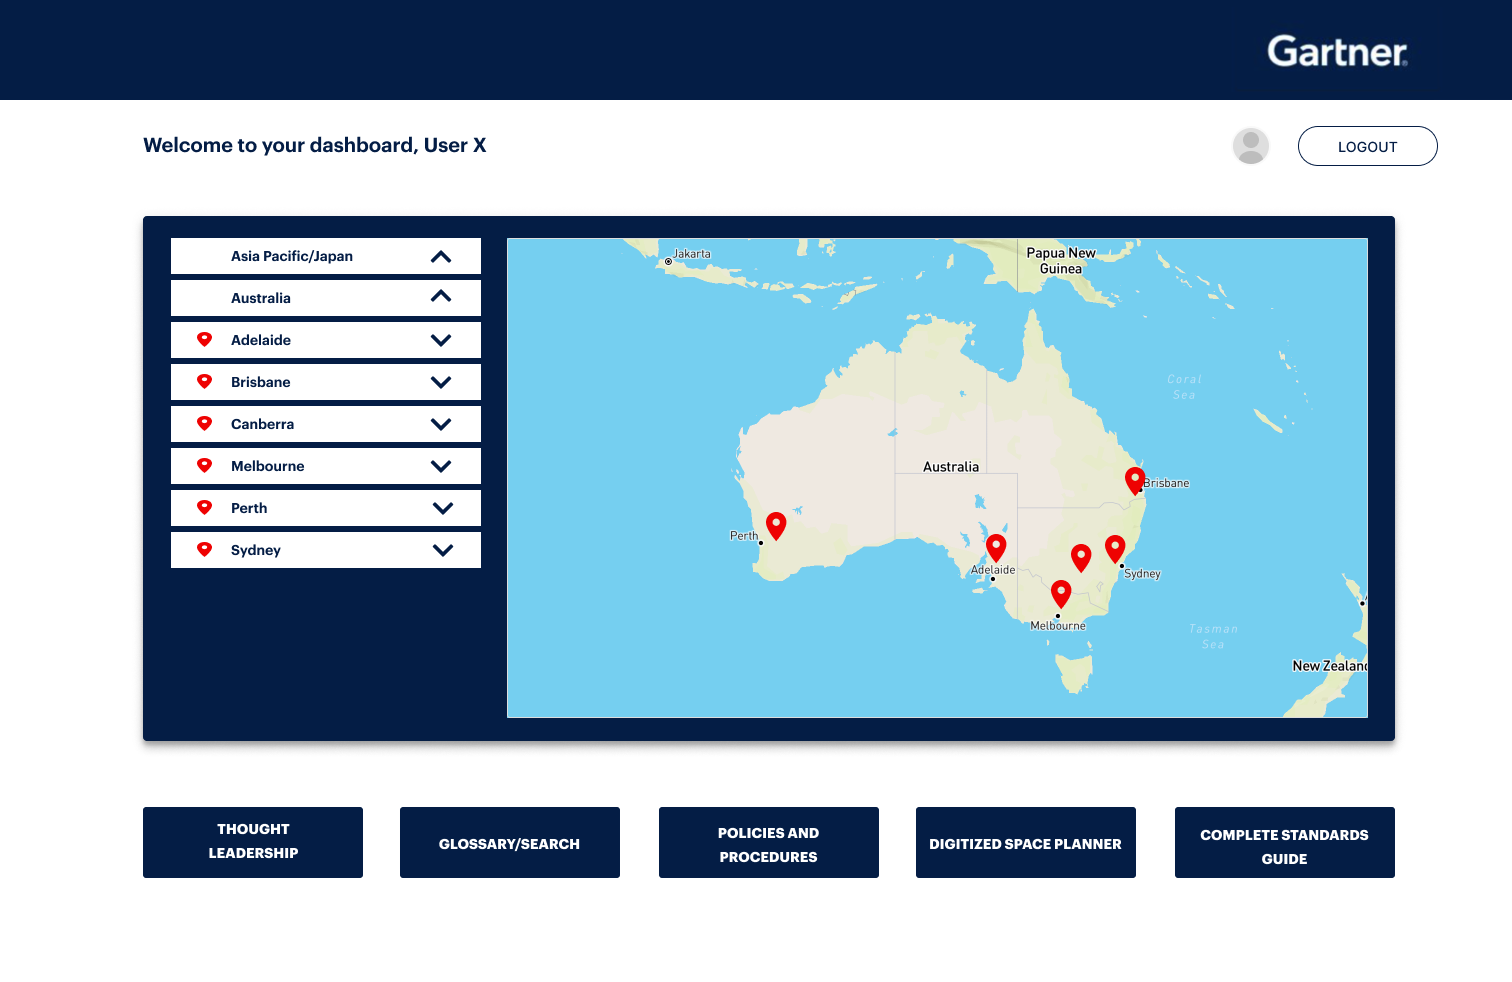 Gartner®
Welcome to your dashboard, User X
LOGOUT
Asia Pacific/Japan
Australia
Adelaide
Brisbane
Canberra
Melbourne
Perth
Sydney
Jakarta
Papua New
Guinea
Coral
Sea
Australia
Brisbane
Perth
Adelaide
Sydney
Melbourne
Tasman
Sea
New Zealand
THOUGHT
LEADERSHIP
GLOSSARY/SEARCH
POLICIES AND
PROCEDURES
DIGITIZED SPACE PLANNER
COMPLETE STANDARDS
GUIDE